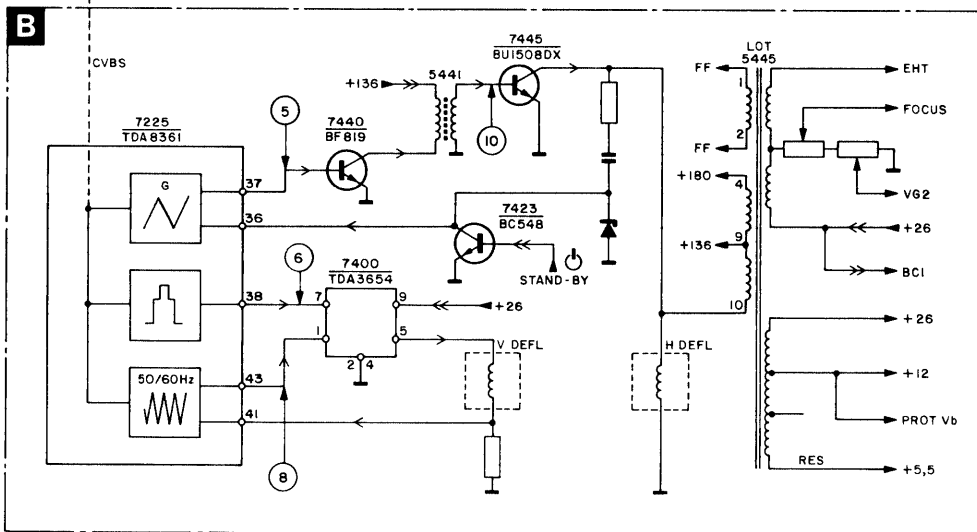 B
CVBS
7225
TDA8361
G
37
36
38
50/60Hz
43
41
5
7440
BF819
+136
5441
7445
BU1508DX
10
7423
BC548
STAND-BY
6
7400
TDA3654
7
9
1
5
2
4
+26
8
V DEFL
H DEFL
LOT
5445
FF
1
2
FF
+180
4
+136
9
10
EHT
FOCUS
VG2
+26
BCI
+26
+12
PROT Vb
RES
+5,5